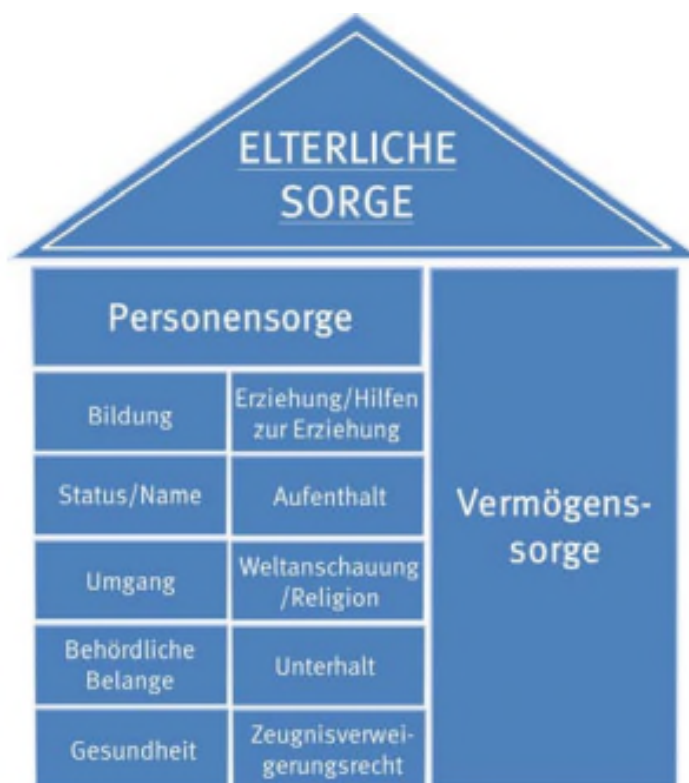 ELTERLICHE
SORGE
Personensorge
Bildung
Erziehung/Hilfen
zur Erziehung
Status/Name
Aufenthalt
Umgang
Weltanschauung
/Religion
Behördliche
Belange
Unterhalt
Gesundheit
Zeugnisverwei-
gerungsrecht
Vermögens-
sorge